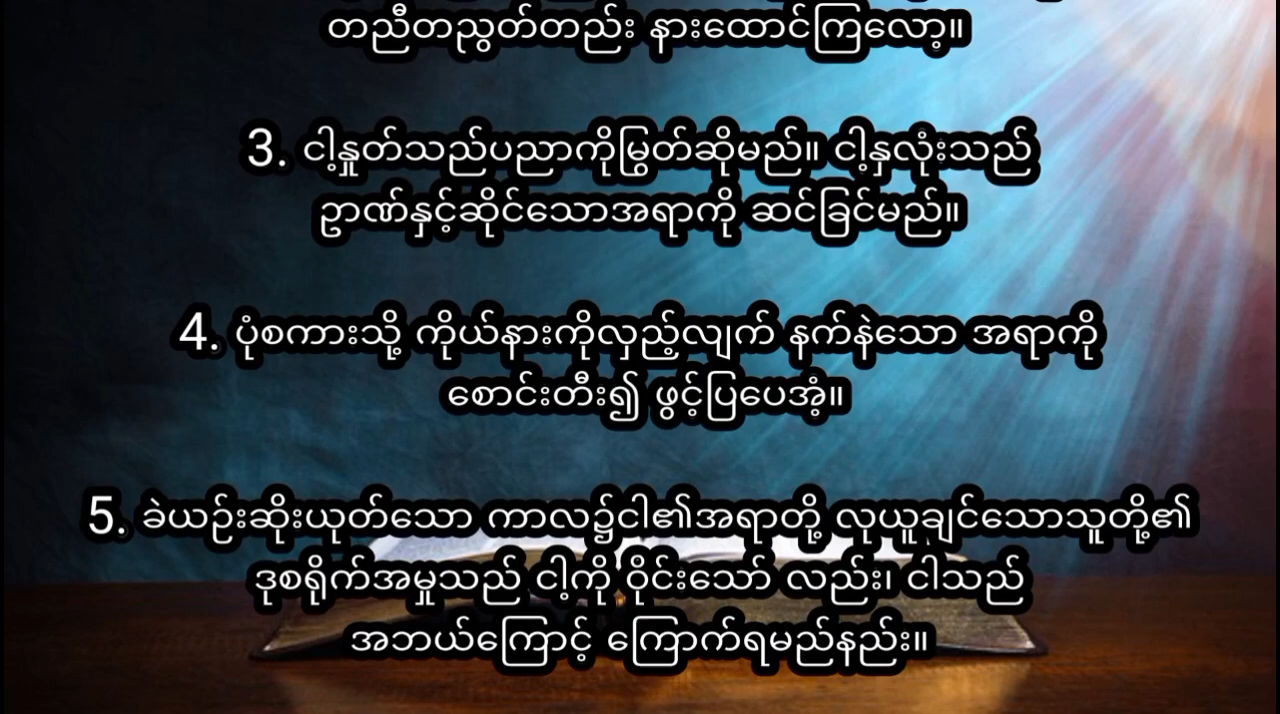 တညီတညွတ်တည်း နားထောင်ကြလော့။
3. ငါ့နှုတ်သည်ပညာကိုမြွတ်ဆိုမည်။ ငါ့နှလုံးသည်
ဥာဏ်နှင့်ဆိုင်သောအရာကို ဆင်ခြင်မည်။
4. ပုံစကားသို့ ကိုယ်နားကိုလှည့်လျက် နက်နဲသော အရာကို
စောင်းတီး၍ ဖွင့်ပြပေအံ့။
5. ခဲယဉ်းဆိုးယုတ်သော ကာလ၌ငါ၏အရာတို့ လုယူချင်သောသူတို့၏
ဒုစရိုက်အမှုသည် ငါ့ကို ဝိုင်းသော် လည်း၊ ငါသည်
အဘယ်ကြောင့် ကြောက်ရမည်နည်း။